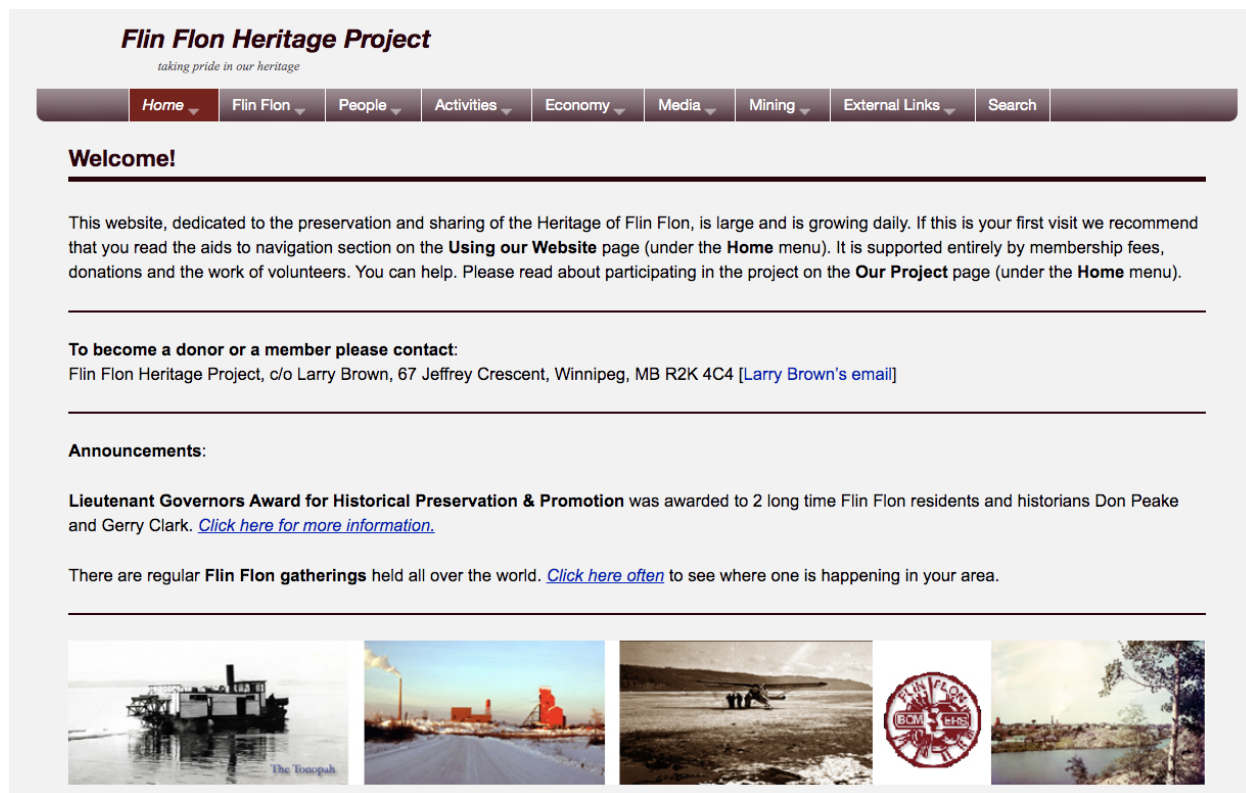 Flin Flon Heritage Project
taking pride in our heritage
Home Flin Flon People Activities Economy Media Mining External Links Search
Welcome!
This website, dedicated to the preservation and sharing of the Heritage of Flin Flon, is large and is growing daily. If this is your first visit we recommend
that you read the aids to navigation section on the Using our Website page (under the Home menu). It is supported entirely by membership fees,
donations and the work of volunteers. You can help. Please read about participating in the project on the Our Project page (under the Home menu).
To become a donor or a member please contact:
Flin Flon Heritage Project, c/o Larry Brown, 67 Jeffrey Crescent, Winnipeg, MB R2K 4C4 [Larry Brown’s email]
Announcements:
Lieutenant Governors Award for Historical Preservation & Promotion was awarded to 2 long time Flin Flon residents and historians Don Peake
and Gerry Clark. Click here for more information.
There are regular Flin Flon gatherings held all over the world. Click here often to see where one is happening in your area.
The Tonopah
FLIN FLON